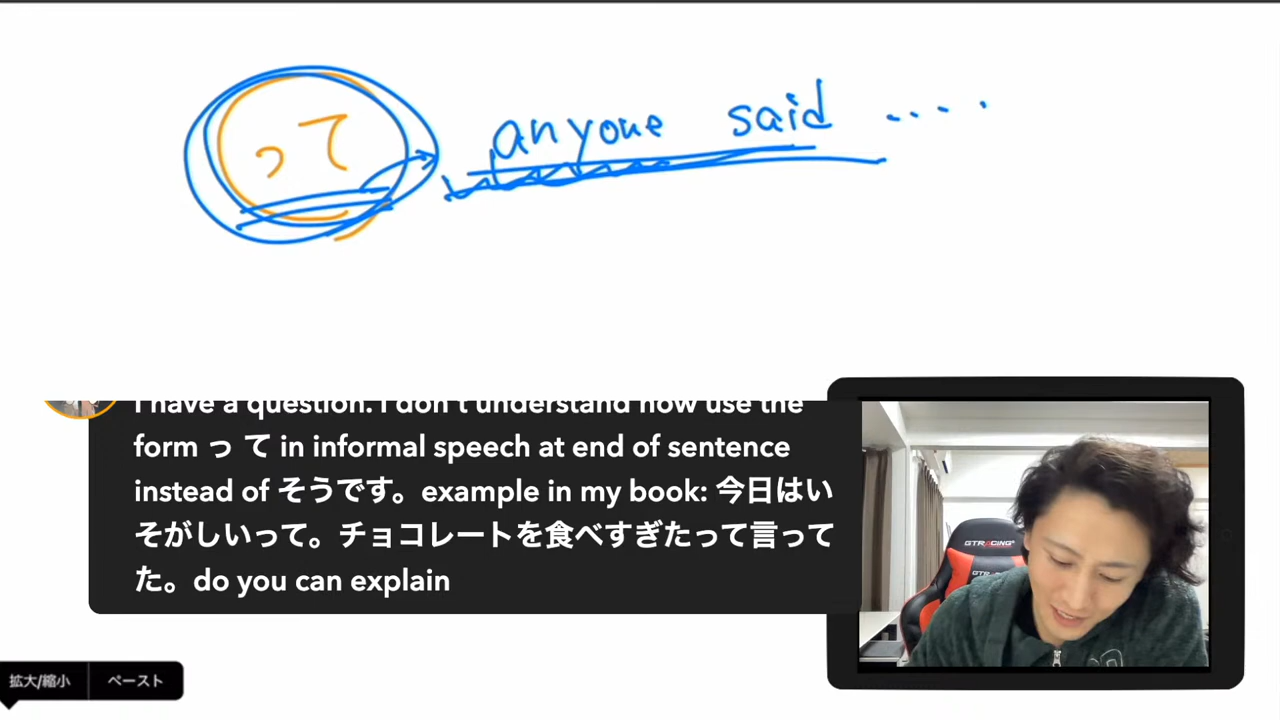 って
anyone said ....
I have a question. I don't understand how use the
form っ て in informal speech at end of sentence
instead of そうです。example in my book: 今日はい
そがしいって。チョコレートを食べすぎたって言って
た。do you can explain
GTRACING
GTRACING
拡大/縮小
ペースト